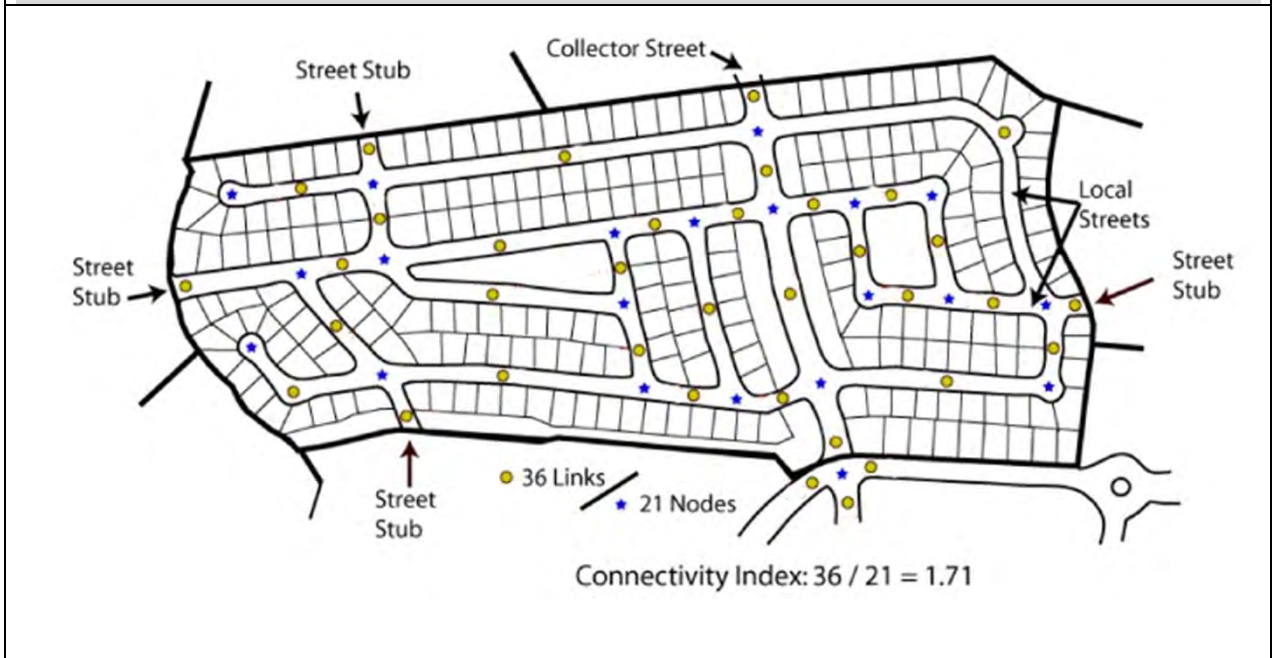 Collector Street
Street Stub
Local
Streets
Street
Stub
Street
Stub
36 Links
21 Nodes
Street
Stub
Connectivity Index: 36 / 21 = 1.71